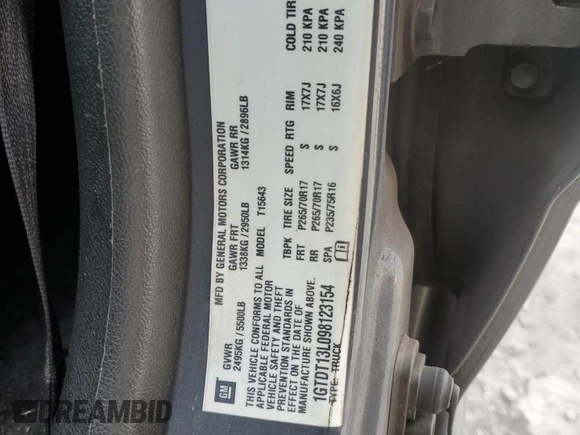 GM
MFD BY GENERAL MOTORS CORPORATION
GVWR GAWR FRT GAWR RR
2495KG / 5500LB 1338KG / 2950LB 1314KG / 2896LB
THIS VEHICLE CONFORMS TO ALL MODEL T15643
APPLICABLE FEDERAL MOTOR
VEHICLE SAFETY AND THEFT
PREVENTION STANDARDS IN
EFFECT ON THE DATE OF
MANUFACTURE SHOWN ABOVE.
1GTDT13L098123154
TYPE: TRUCK
TBPK TIRE SIZE SPEED RTG RIM COLD TIR
FRT P265/70R17 S 17X7J 210 KPA
RR P265/70R17 S 17X7J 210 KPA
SPA P235/75R16 S 16X6J 240 KPA
DREAMBID